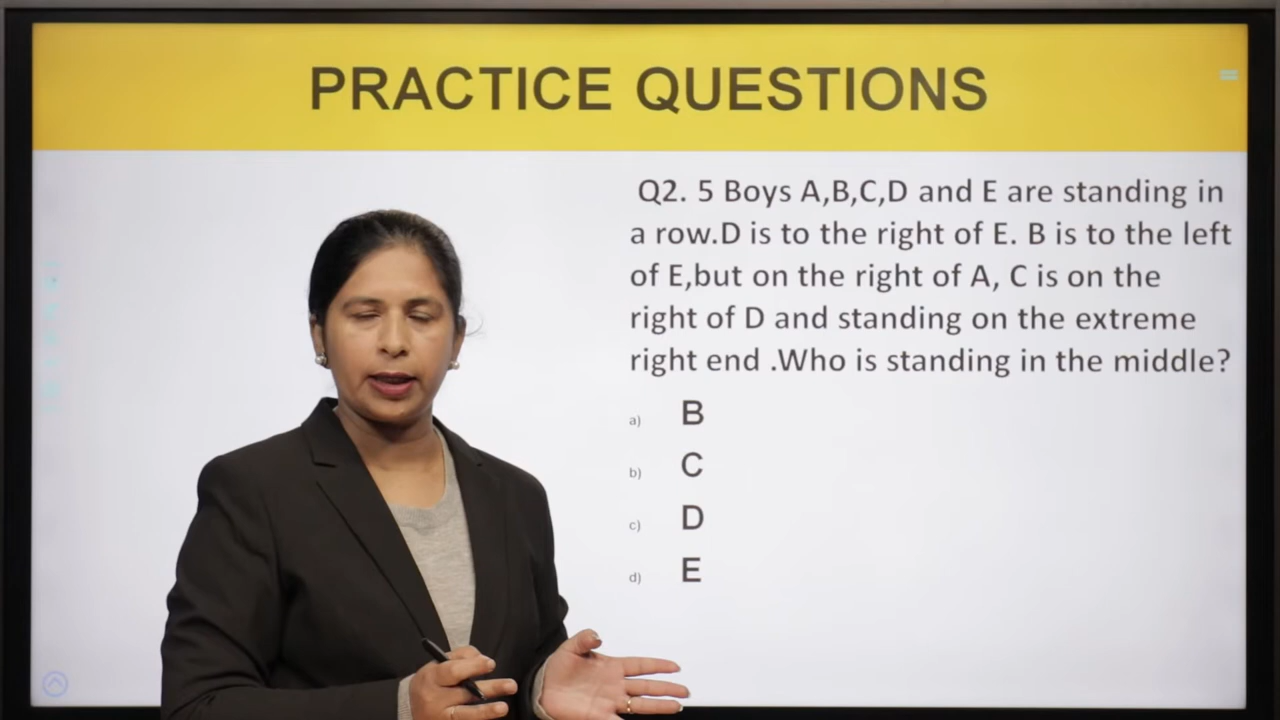 PRACTICE QUESTIONS
Q2. 5 Boys A,B,C,D and E are standing in
a row.D is to the right of E. B is to the left
of E,but on the right of A, C is on the
right of D and standing on the extreme
right end .Who is standing in the middle?
a) B
b) C
c) D
d) E